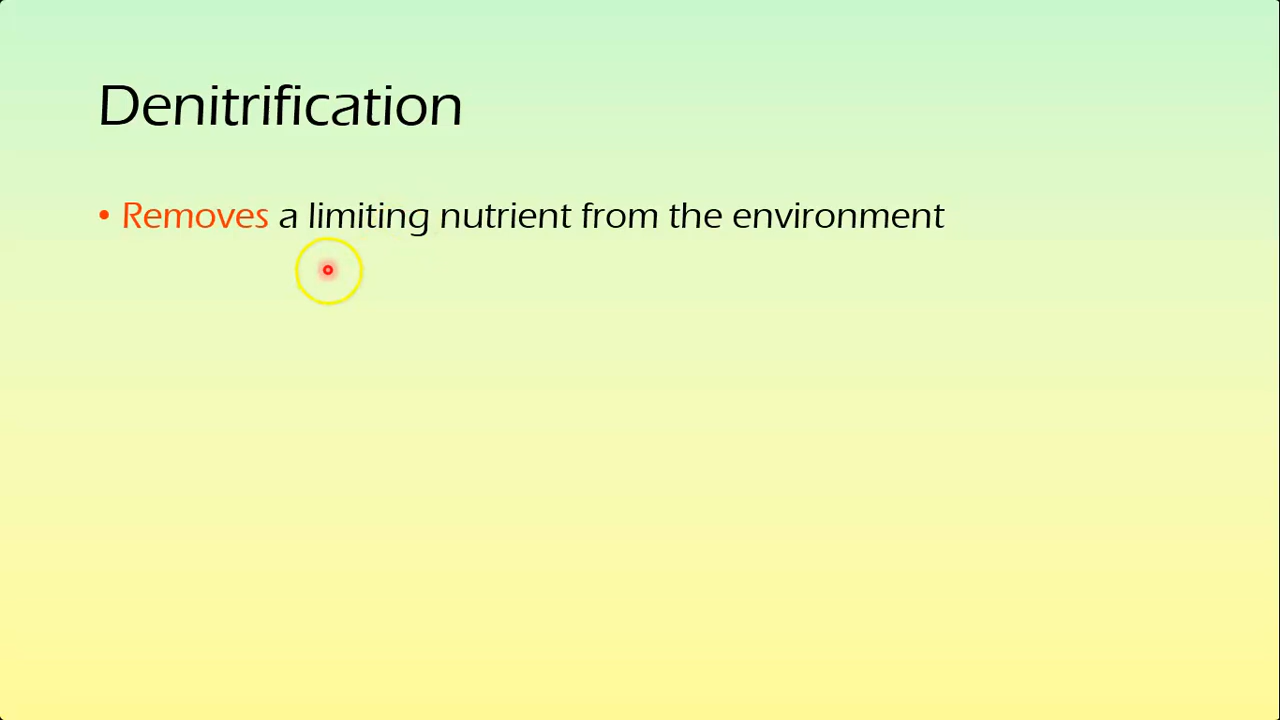 Denitrification
• Removes a limiting nutrient from the environment